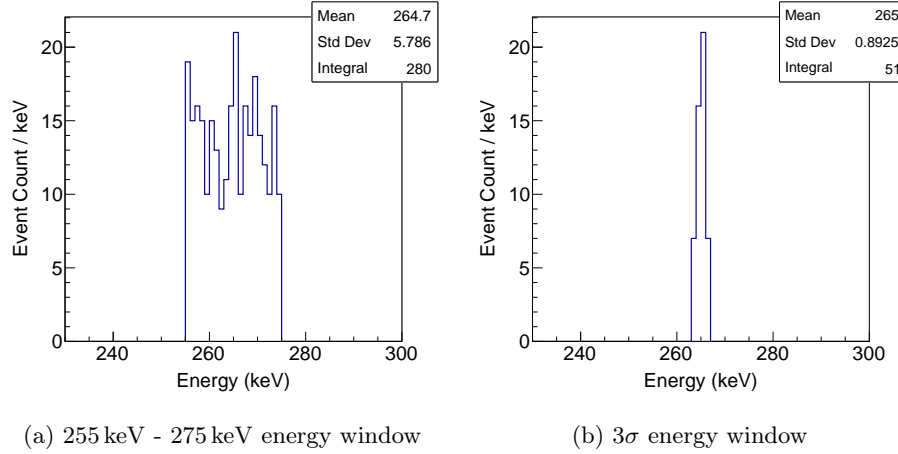 Mean 264.7
Std Dev 5.786
Integral 280
20
15
10
5
0
Event Count / keV
240 260 280 300
Energy (keV)
(a) 255 keV - 275 keV energy window
Mean 265
Std Dev 0.8925
Integral 51
20
15
10
5
0
Event Count / keV
240 260 280 300
Energy (keV)
(b) 3σ energy window